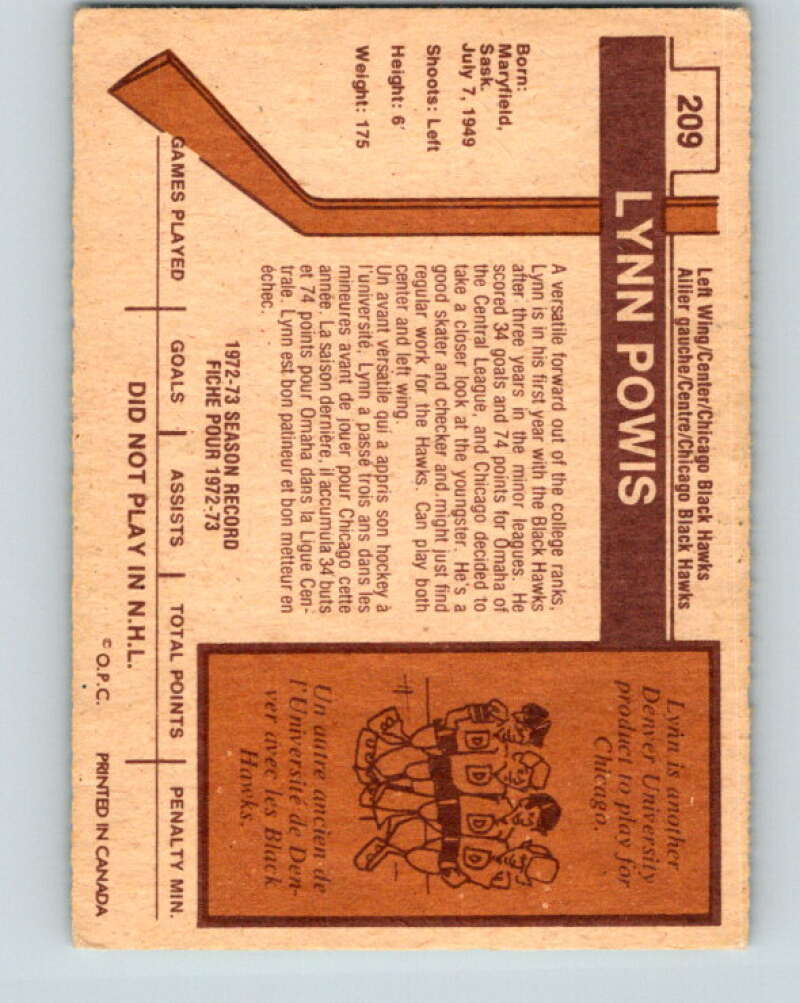 209
Left Wing/Center/Chicago Black Hawks
Ailier gauche/Centre/Chicago Black Hawks
LYNN POWIS
Born:
Maryfield,
Sask.
July 7, 1949
Shoots: Left
Height: 6'
Weight: 175
A versatile forward out of the college ranks,
Lynn is in his first year with the Black Hawks
after three years in the minor leagues. He
scored 34 goals and 74 points for Omaha of
the Central League, and Chicago decided to
take a closer look at the youngster. He's a
good skater and checker and might just find
regular work for the Hawks. Can play both
center and left wing.
Un avant versatile qui a appris son hockey à
l'université. Lynn a passé trois ans dans les
mineures avant de jouer pour Chicago cette
année. La saison dernière, il accumula 34 buts
et 74 points pour Omaha dans la Ligue Cen-
trale. Lynn est bon patineur et bon metteur en
échec.
Lynn is another
Denver University
product to play for
Chicago.
D D D D
Un autre ancien de
l'Université de Den-
ver avec les Black
Hawks.
1972-73 SEASON RECORD
FICHE POUR 1972-73
GAMES PLAYED GOALS ASSISTS TOTAL POINTS PENALTY MIN.
DID NOT PLAY IN N.H.L.
© O.P.C. PRINTED IN CANADA